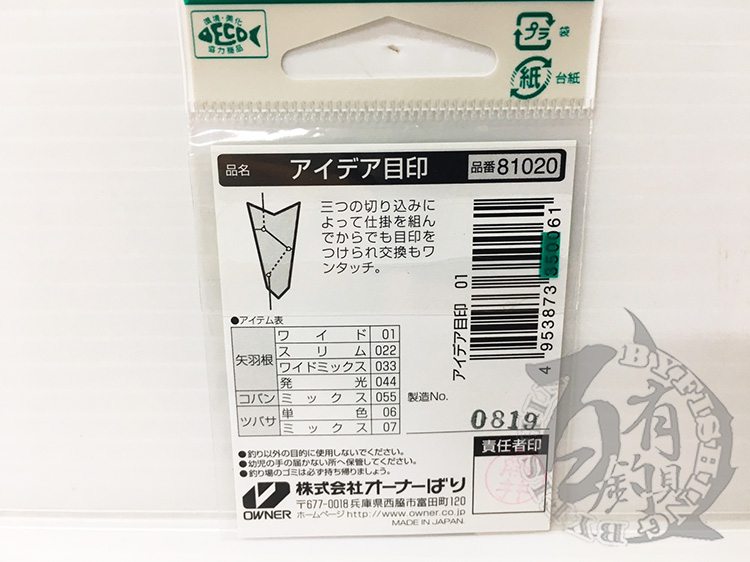 環境・美化
ECO
協力商品
プラ 袋
紙 台紙
品名 アイデア目印 品番 81020
三つの切り込みに
よって仕掛を組ん
でからでも目印を
つけられ交換もワ
ンタッチ。
アイデア目印 01
4 953873 350061
●アイテム表
矢羽根 ワイド 01
スリム 022
ワイドミックス 033
発光 044
コバン ミックス 055
ツバサ 単色 06
ミックス 07
製造No.
0819
責任者印
●釣り以外の目的に使用しないでください。
●幼児の手の届かない所へ保管してください。
●釣り場のゴミは必ず持ち帰りましょう。
OWNER
株式会社オーナーばり
〒677-0018 兵庫県西脇市富田町120
ホームページ http://www.owner.co.jp
MADE IN JAPAN
百有釣具
BYFISHING